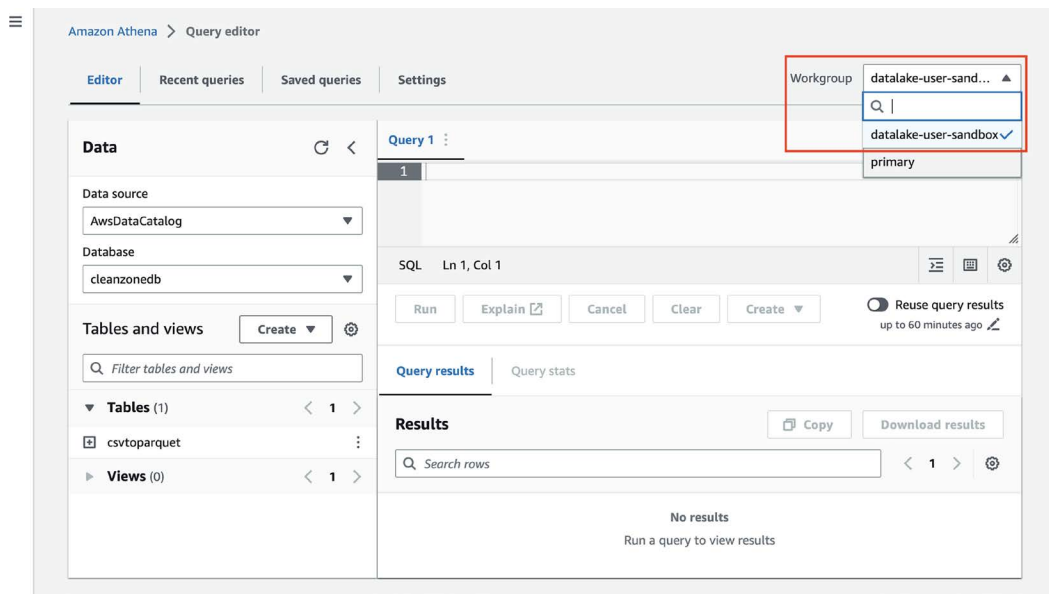 Amazon Athena > Query editor
Editor Recent queries Saved queries Settings
Workgroup datalake-user-sand...
datalake-user-sandbox
primary
Data
Data source
AwsDataCatalog
Database
cleanzonedb
Tables and views Create
Filter tables and views
Tables (1) < 1 >
csvtoparquet
Views (0) < 1 >
Query 1
1
SQL Ln 1, Col 1
Run Explain Cancel Clear Create
Reuse query results
up to 60 minutes ago
Query results Query stats
Results Copy Download results
Search rows < 1 >
No results
Run a query to view results